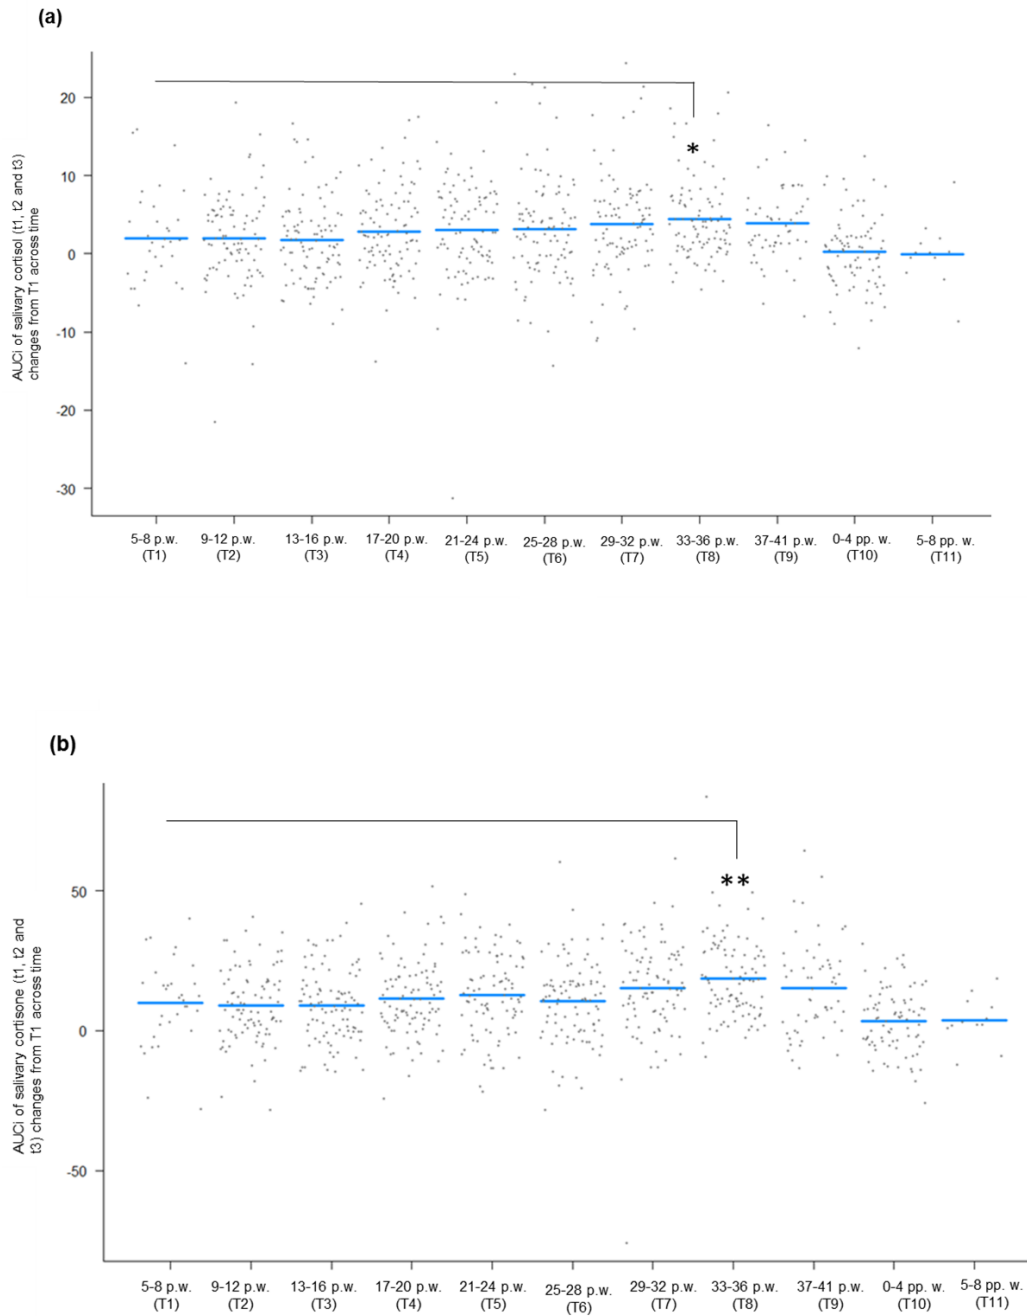 (a)
AUCi of salivary cortisol (t1, t2 and t3)
changes from T1 across time
20
10
0
-10
-20
-30
*
5-8 p.w. 9-12 p.w. 13-16 p.w. 17-20 p.w. 21-24 p.w. 25-28 p.w. 29-32 p.w. 33-36 p.w. 37-41 p.w. 0-4 pp. w. 5-8 pp. w.
(T1) (T2) (T3) (T4) (T5) (T6) (T7) (T8) (T9) (T10) (T11)
(b)
AUCi of salivary cortisone (t1, t2 and
t3) changes from T1 across time
50
0
-50
**
5-8 p.w. 9-12 p.w. 13-16 p.w. 17-20 p.w. 21-24 p.w. 25-28 p.w. 29-32 p.w. 33-36 p.w. 37-41 p.w. 0-4 pp. w. 5-8 pp. w.
(T1) (T2) (T3) (T4) (T5) (T6) (T7) (T8) (T9) (T10) (T11)